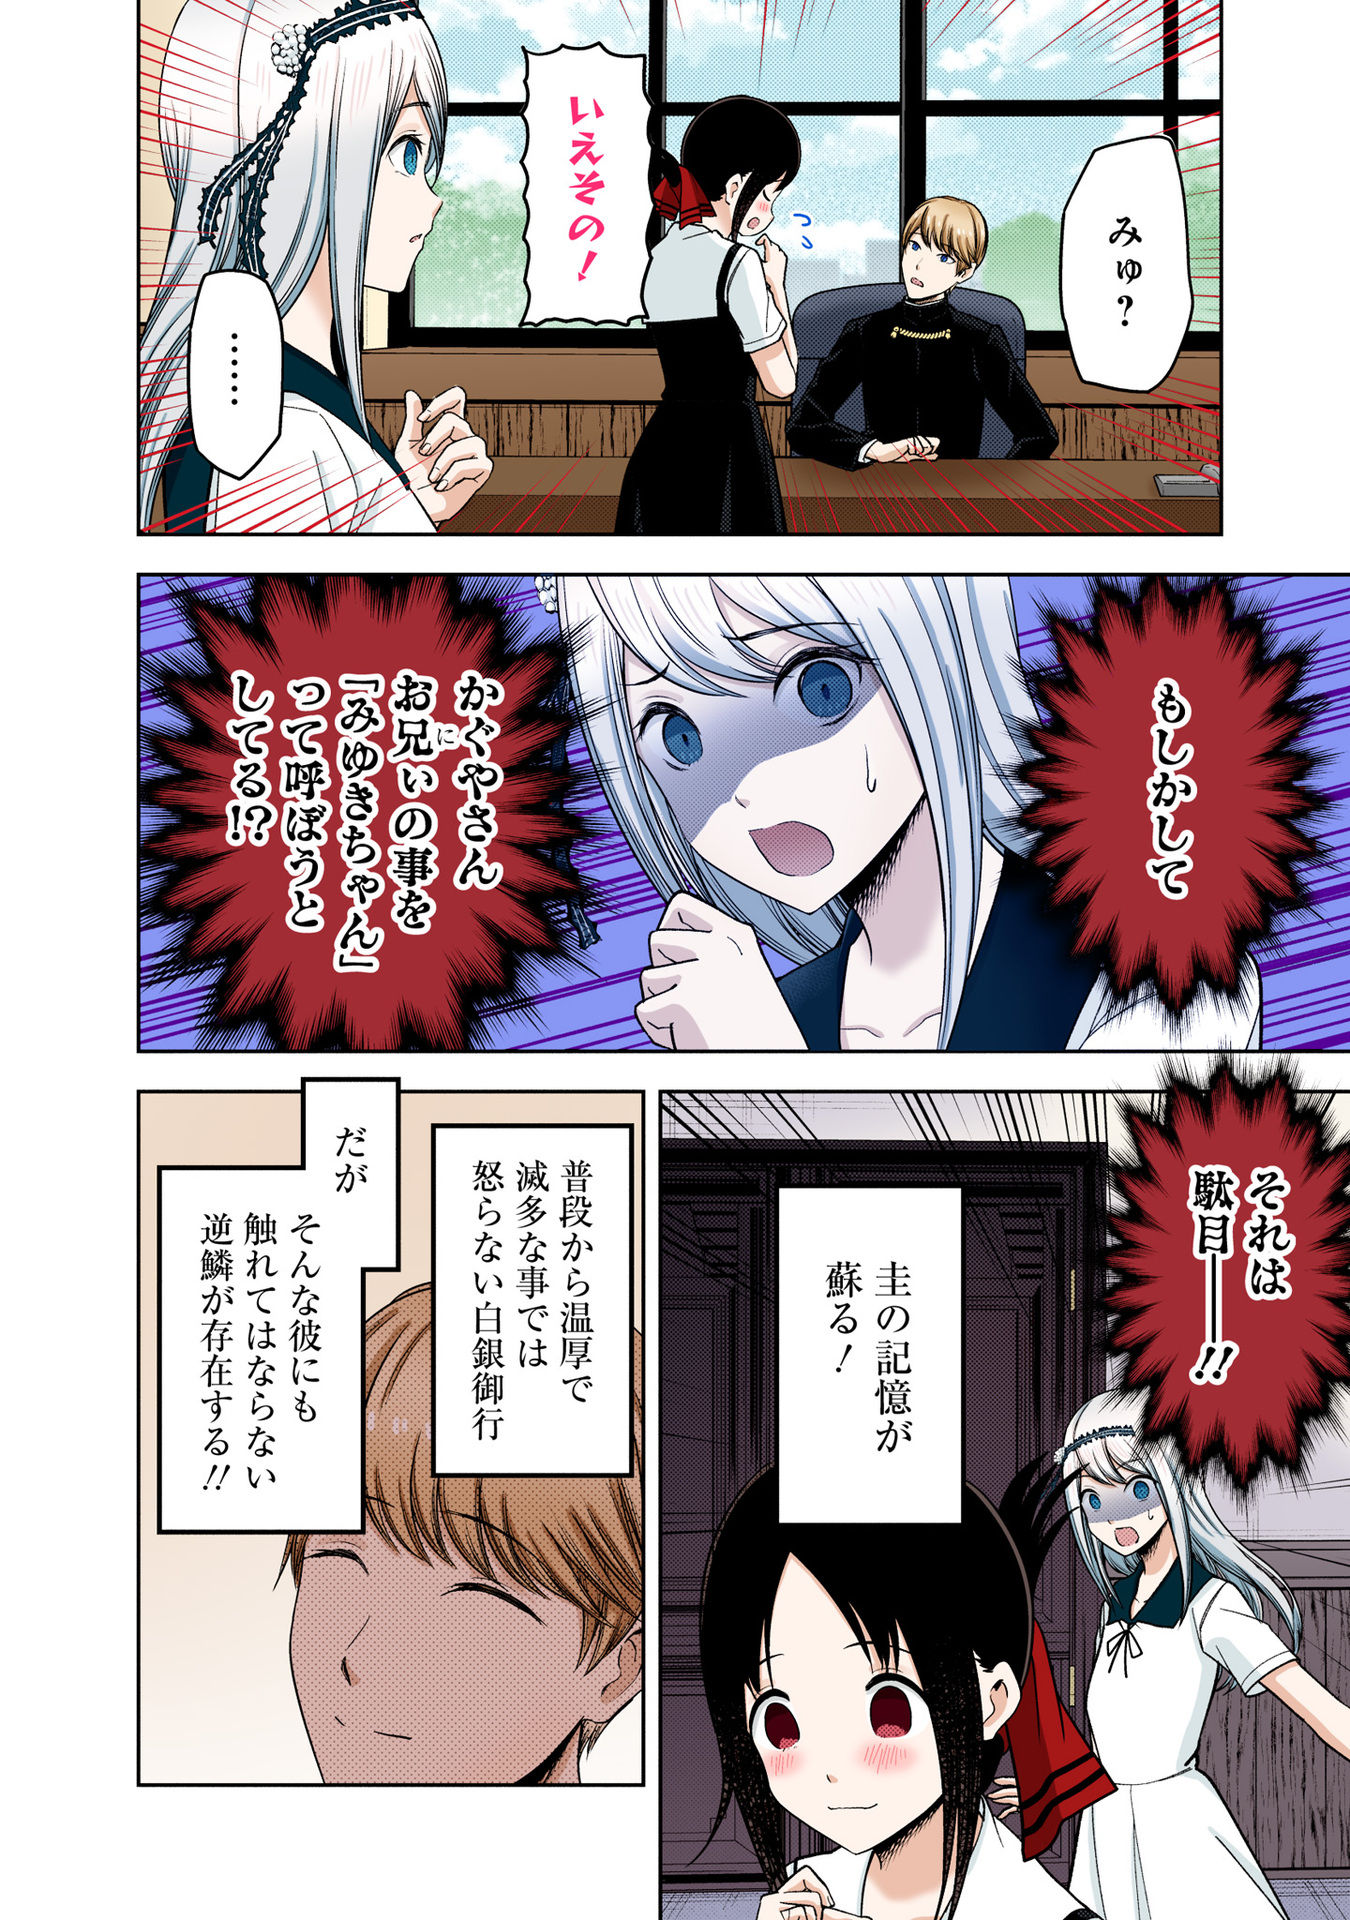 みゅ?
いえその!
⋯⋯
もしかして
かぐやさん
お兄ぃの事を
「みゆきちゃん」
って呼ぼうと
してる!?
それは
駄目――!!
圭の記憶が
蘇る!
普段から温厚で
滅多な事では
怒らない白銀御行
だが
そんな彼にも
触れてはならない
逆鱗が存在する!!